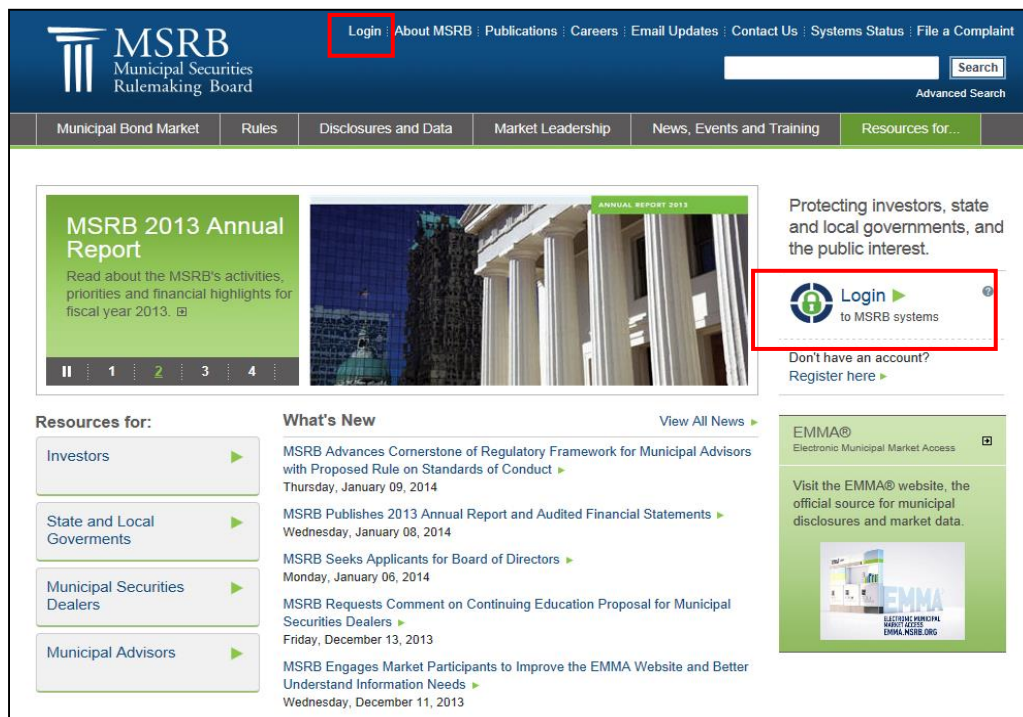 Login About MSRB Publications Careers Email Updates Contact Us Systems Status File a Complaint
MSRB
Municipal Securities
Rulemaking Board
Search
Advanced Search
Municipal Bond Market Rules Disclosures and Data Market Leadership News, Events and Training Resources for...
MSRB 2013 Annual
Report
Read about the MSRB's activities,
priorities and financial highlights for
fiscal year 2013.
1 2 3 4
ANNUAL REPORT 2013
Protecting investors, state
and local governments, and
the public interest.
Login
?
to MSRB systems
Don't have an account?
Register here
Resources for:
Investors
State and Local
Goverments
Municipal Securities
Dealers
Municipal Advisors
What's New View All News
MSRB Advances Cornerstone of Regulatory Framework for Municipal Advisors
with Proposed Rule on Standards of Conduct
Thursday, January 09, 2014
MSRB Publishes 2013 Annual Report and Audited Financial Statements
Wednesday, January 08, 2014
MSRB Seeks Applicants for Board of Directors
Monday, January 06, 2014
MSRB Requests Comment on Continuing Education Proposal for Municipal
Securities Dealers
Friday, December 13, 2013
MSRB Engages Market Participants to Improve the EMMA Website and Better
Understand Information Needs
Wednesday, December 11, 2013
EMMA®
Electronic Municipal Market Access
Visit the EMMA® website, the
official source for municipal
disclosures and market data.
EMMA
ELECTRONIC MUNICIPAL
MARKET ACCESS
EMMA.MSRB.ORG